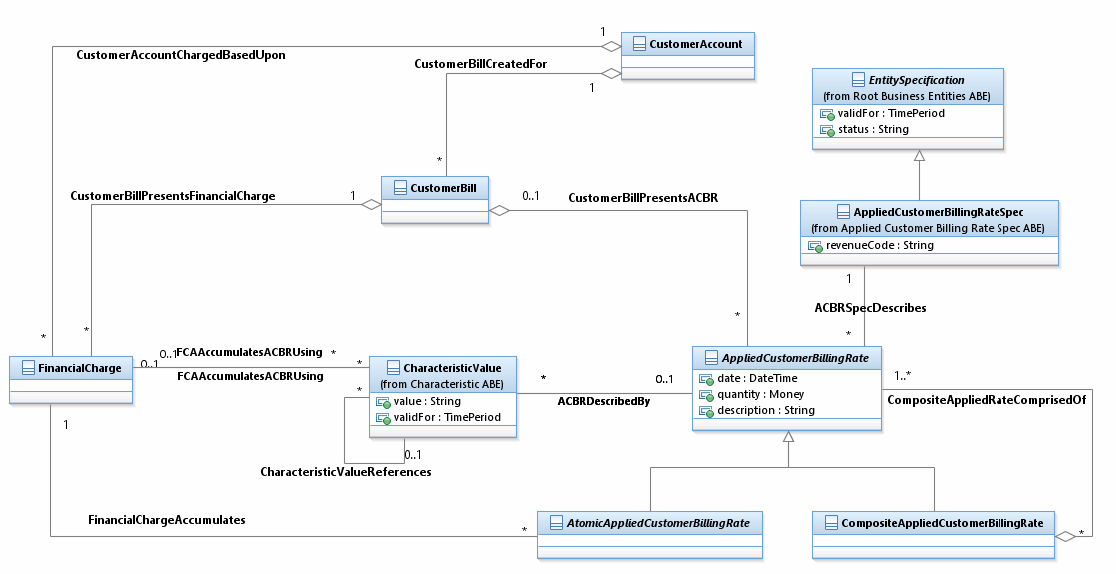 1
CustomerAccount
CustomerAccountChargedBasedUpon
CustomerBillCreatedFor
1
EntitySpecification
(from Root Business Entities ABE)
validFor : TimePeriod
status : String
*
CustomerBill
CustomerBillPresentsFinancialCharge
1
0..1
CustomerBillPresentsACBR
AppliedCustomerBillingRateSpec
(from Applied Customer Billing Rate Spec ABE)
revenueCode : String
1
ACBRSpecDescribes
*
*
*
*
FinancialCharge
0..1
0..1
FCAAccumulatesACBRUsing
*
*
FCAAccumulatesACBRUsing
CharacteristicValue
(from Characteristic ABE)
value : String
validFor : TimePeriod
*
0..1
CharacteristicValueReferences
*
0..1
ACBRDescribedBy
AppliedCustomerBillingRate
date : DateTime
quantity : Money
description : String
1..*
CompositeAppliedRateComprisedOf
1
FinancialChargeAccumulates
*
AtomicAppliedCustomerBillingRate
CompositeAppliedCustomerBillingRate
*